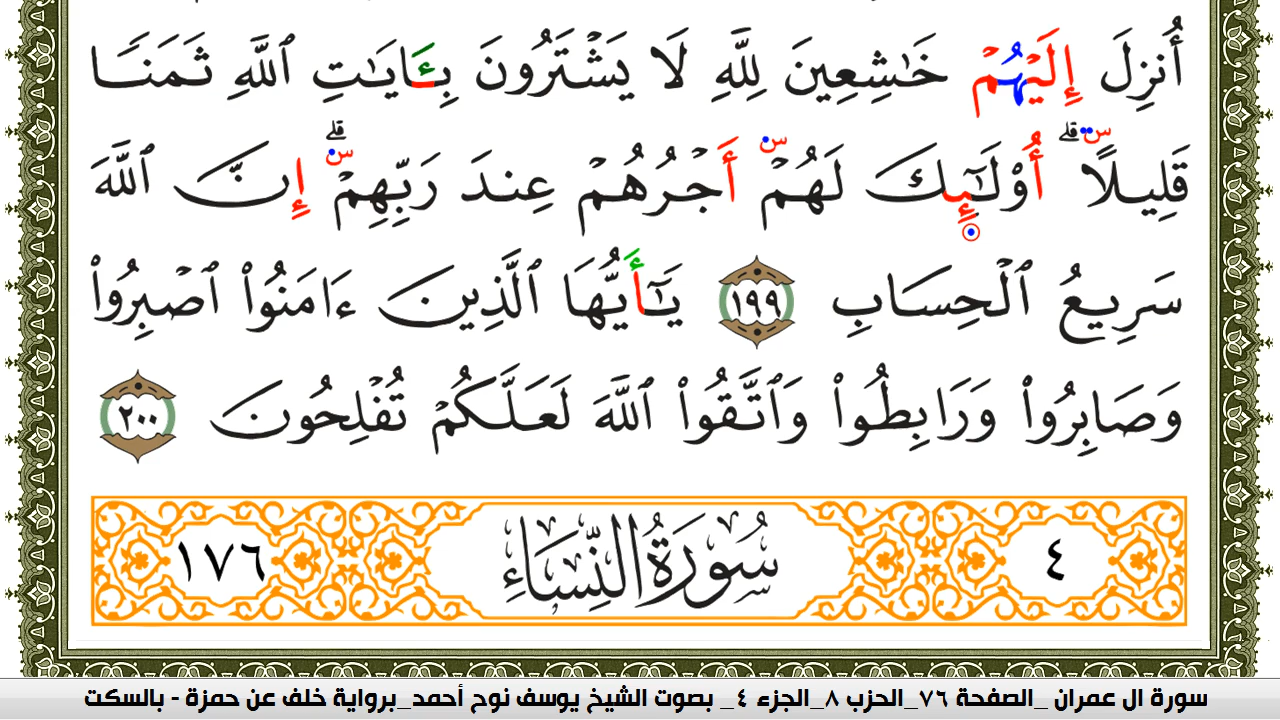 أُنزِلَ إِلَيْهُمْ خَٰشِعِينَ لِلَّهِ لَا يَشْتَرُونَ بِـَٔايَٰتِ ٱللَّهِ ثَمَنًا
قَلِيلًا ۗ س أُو۟لَٰٓئِكَ لَهُمْ س أَجْرُهُمْ عِندَ رَبِّهِمْ ۗ س إِنَّ ٱللَّهَ
سَرِيعُ ٱلْحِسَابِ ١٩٩ يَٰٓأَيُّهَا ٱلَّذِينَ ءَامَنُوا۟ ٱصْبِرُوا۟
وَصَابِرُوا۟ وَرَابِطُوا۟ وَٱتَّقُوا۟ ٱللَّهَ لَعَلَّكُمْ تُفْلِحُونَ ٢٠٠
٤ سُورَةُ النِّسَاءِ ١٧٦
سورة ال عمران _الصفحة ٧٦_الحزب ٨_الجزء ٤_ بصوت الشيخ يوسف نوح أحمد_برواية خلف عن حمزة - بالسكت